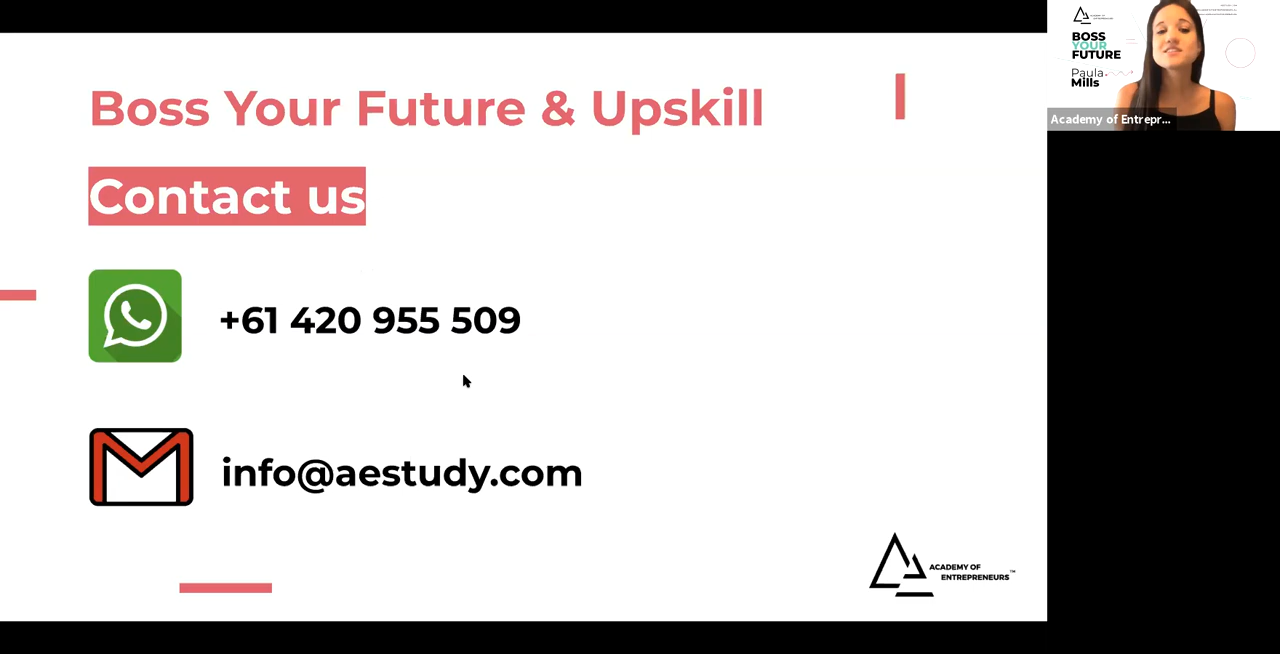 Boss Your Future & Upskill
Contact us
+61 420 955 509
info@aestudy.com
ACADEMY OF
ENTREPRENEURS
TM
BOSS
YOUR
FUTURE
Paula
Mills
Academy of Entrepr...